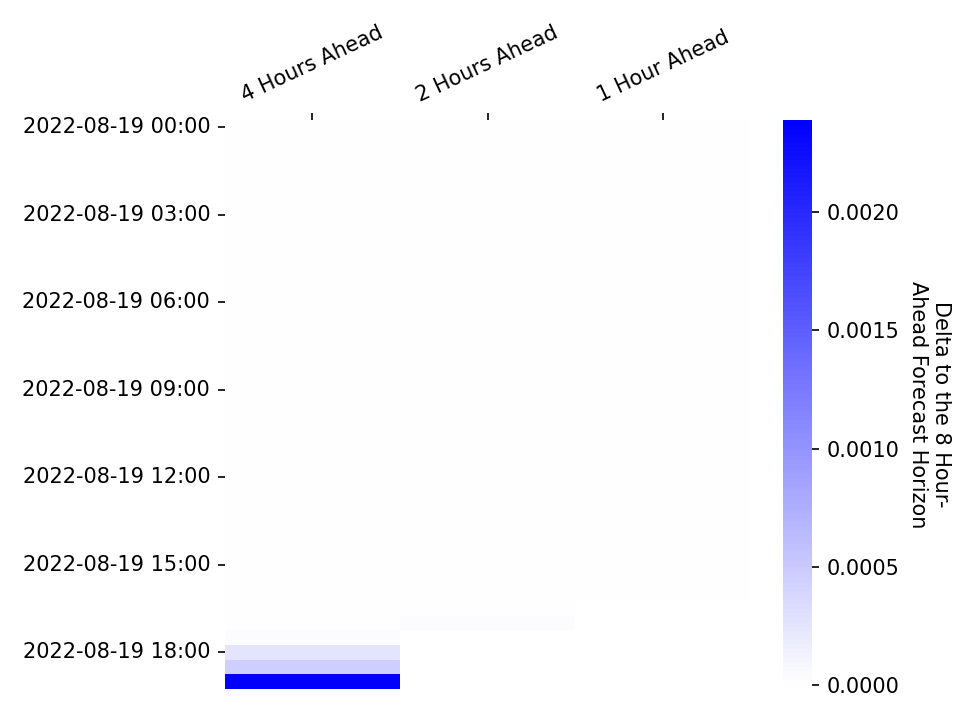 4 Hours Ahead
2 Hours Ahead
1 Hour Ahead
2022-08-19 00:00
2022-08-19 03:00
2022-08-19 06:00
2022-08-19 09:00
2022-08-19 12:00
2022-08-19 15:00
2022-08-19 18:00
0.0020
0.0015
0.0010
0.0005
0.0000
Delta to the 8 Hour-
Ahead Forecast Horizon